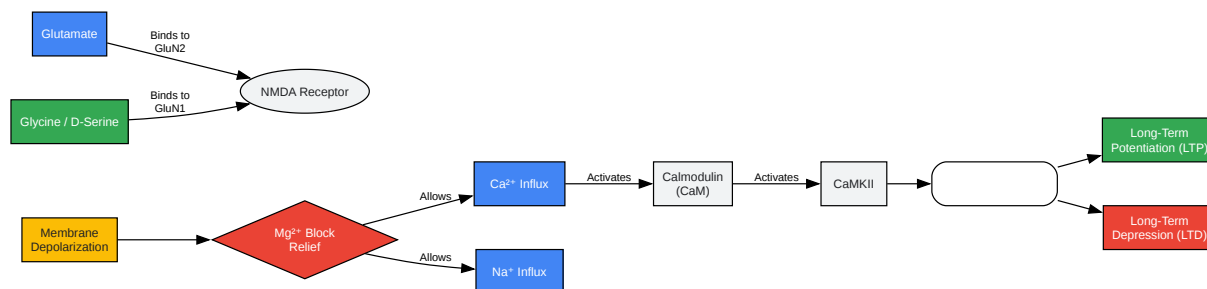 Glutamate
Binds to
GluN2
NMDA Receptor
Glycine / D-Serine
Binds to
GluN1
Long-Term
Potentiation (LTP)
Ca²⁺ Influx
Activates
Calmodulin
(CaM)
Activates
CaMKII
Allows
Membrane
Depolarization
Mg²⁺ Block
Relief
Long-Term
Depression (LTD)
Allows
Na⁺ Influx